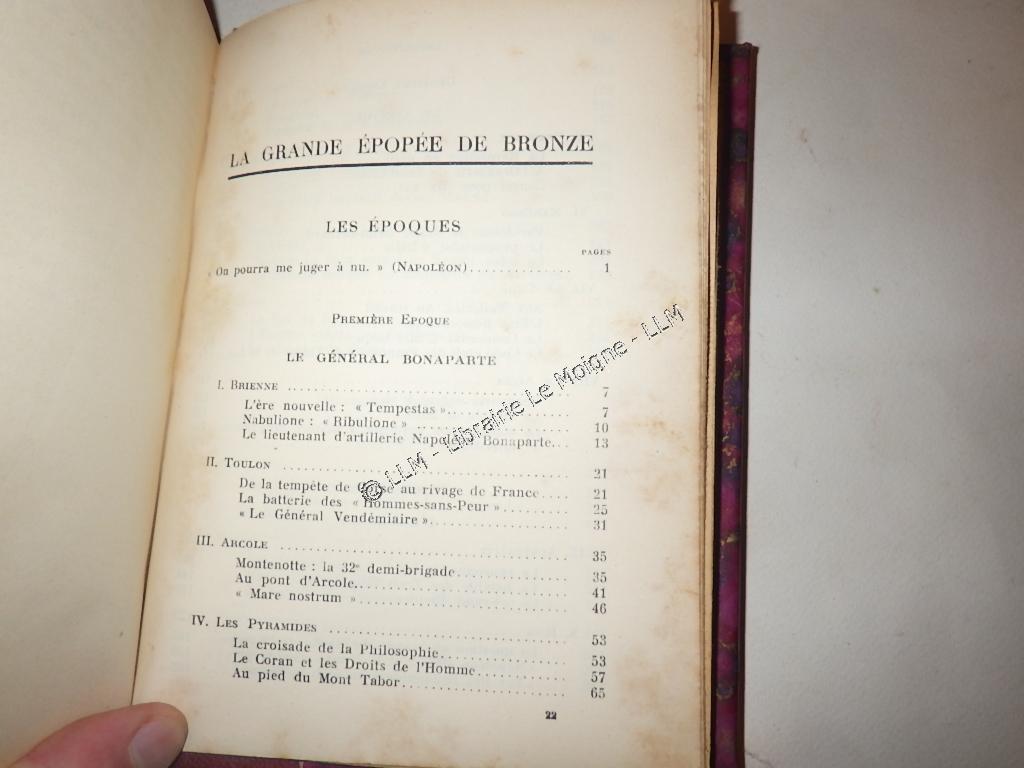 LA GRANDE ÉPOPÉE DE BRONZE
LES ÉPOQUES
PAGES
« On pourra me juger à nu. » (NAPOLÉON).............. 1
PREMIÈRE EPOQUE
LE GÉNÉRAL BONAPARTE
I. BRIENNE .......... 7
L'ère nouvelle : « Tempestas ».......... 7
Nabulione : « Ribulione » .......... 10
Le lieutenant d'artillerie Napoléon Bonaparte... 13
II. TOULON .......... 21
De la tempête de Corse au rivage de France.... 21
La batterie des « Hommes-sans-Peur »......... 25
« Le Général Vendémiaire ».......... 31
III. ARCOLE .......... 35
Montenotte : la 32e demi-brigade.......... 35
Au pont d'Arcole.......... 41
« Mare nostrum » .......... 46
IV. LES PYRAMIDES .......... 53
La croisade de la Philosophie.......... 53
Le Coran et les Droits de l'Homme.......... 57
Au pied du Mont Tabor.......... 65
22
© LLM - Librairie Le Moigne - LLM